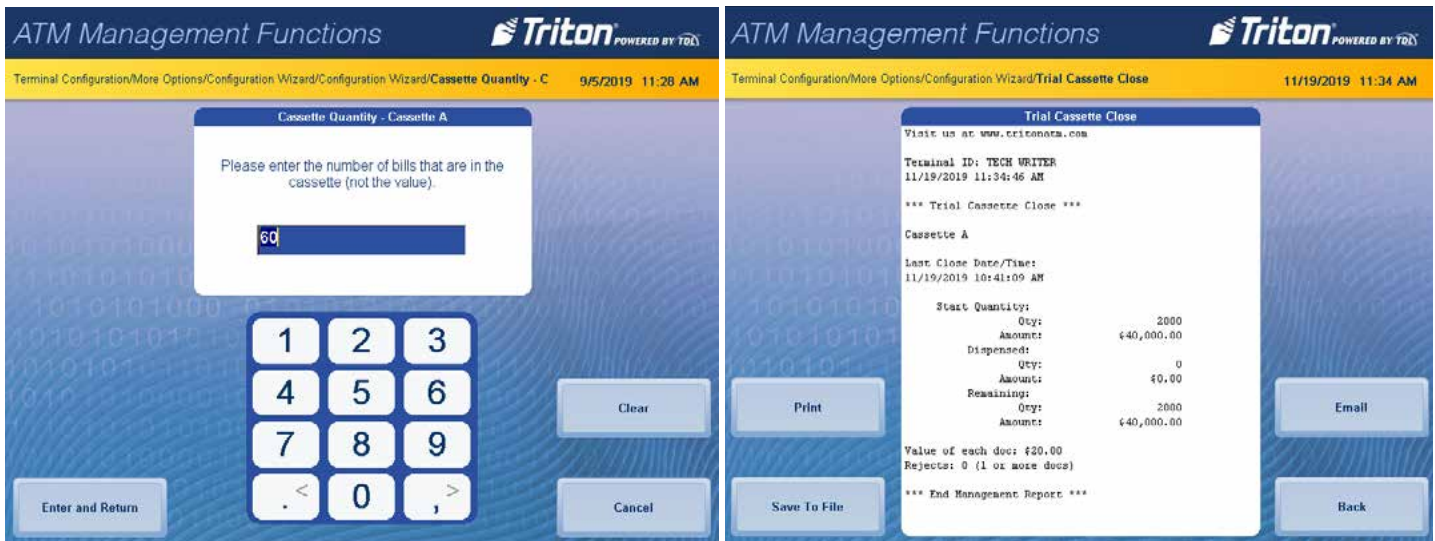 ATM Management Functions
Triton POWERED BY TDL
Terminal Configuration/More Options/Configuration Wizard/Configuration Wizard/Cassette Quantity - C 9/5/2019 11:28 AM
Cassette Quantity - Cassette A
Please enter the number of bills that are in the
cassette (not the value).
60
1 2 3
4 5 6
7 8 9
. < 0 , >
Clear
Enter and Return
Cancel
ATM Management Functions
Triton POWERED BY TDL
Terminal Configuration/More Options/Configuration Wizard/Trial Cassette Close 11/19/2019 11:34 AM
Trial Cassette Close
Visit us at www.tritonatm.com
Terminal ID: TECH WRITER
11/19/2019 11:34:46 AM
*** Trial Cassette Close ***
Cassette A
Last Close Date/Time:
11/19/2019 10:41:09 AM
Start Quantity:
Qty: 2000
Amount: $40,000.00
Dispensed:
Qty: 0
Amount: $0.00
Remaining:
Qty: 2000
Amount: $40,000.00
Value of each doc: $20.00
Rejects: 0 (1 or more docs)
*** End Management Report ***
Print
Email
Save To File
Back